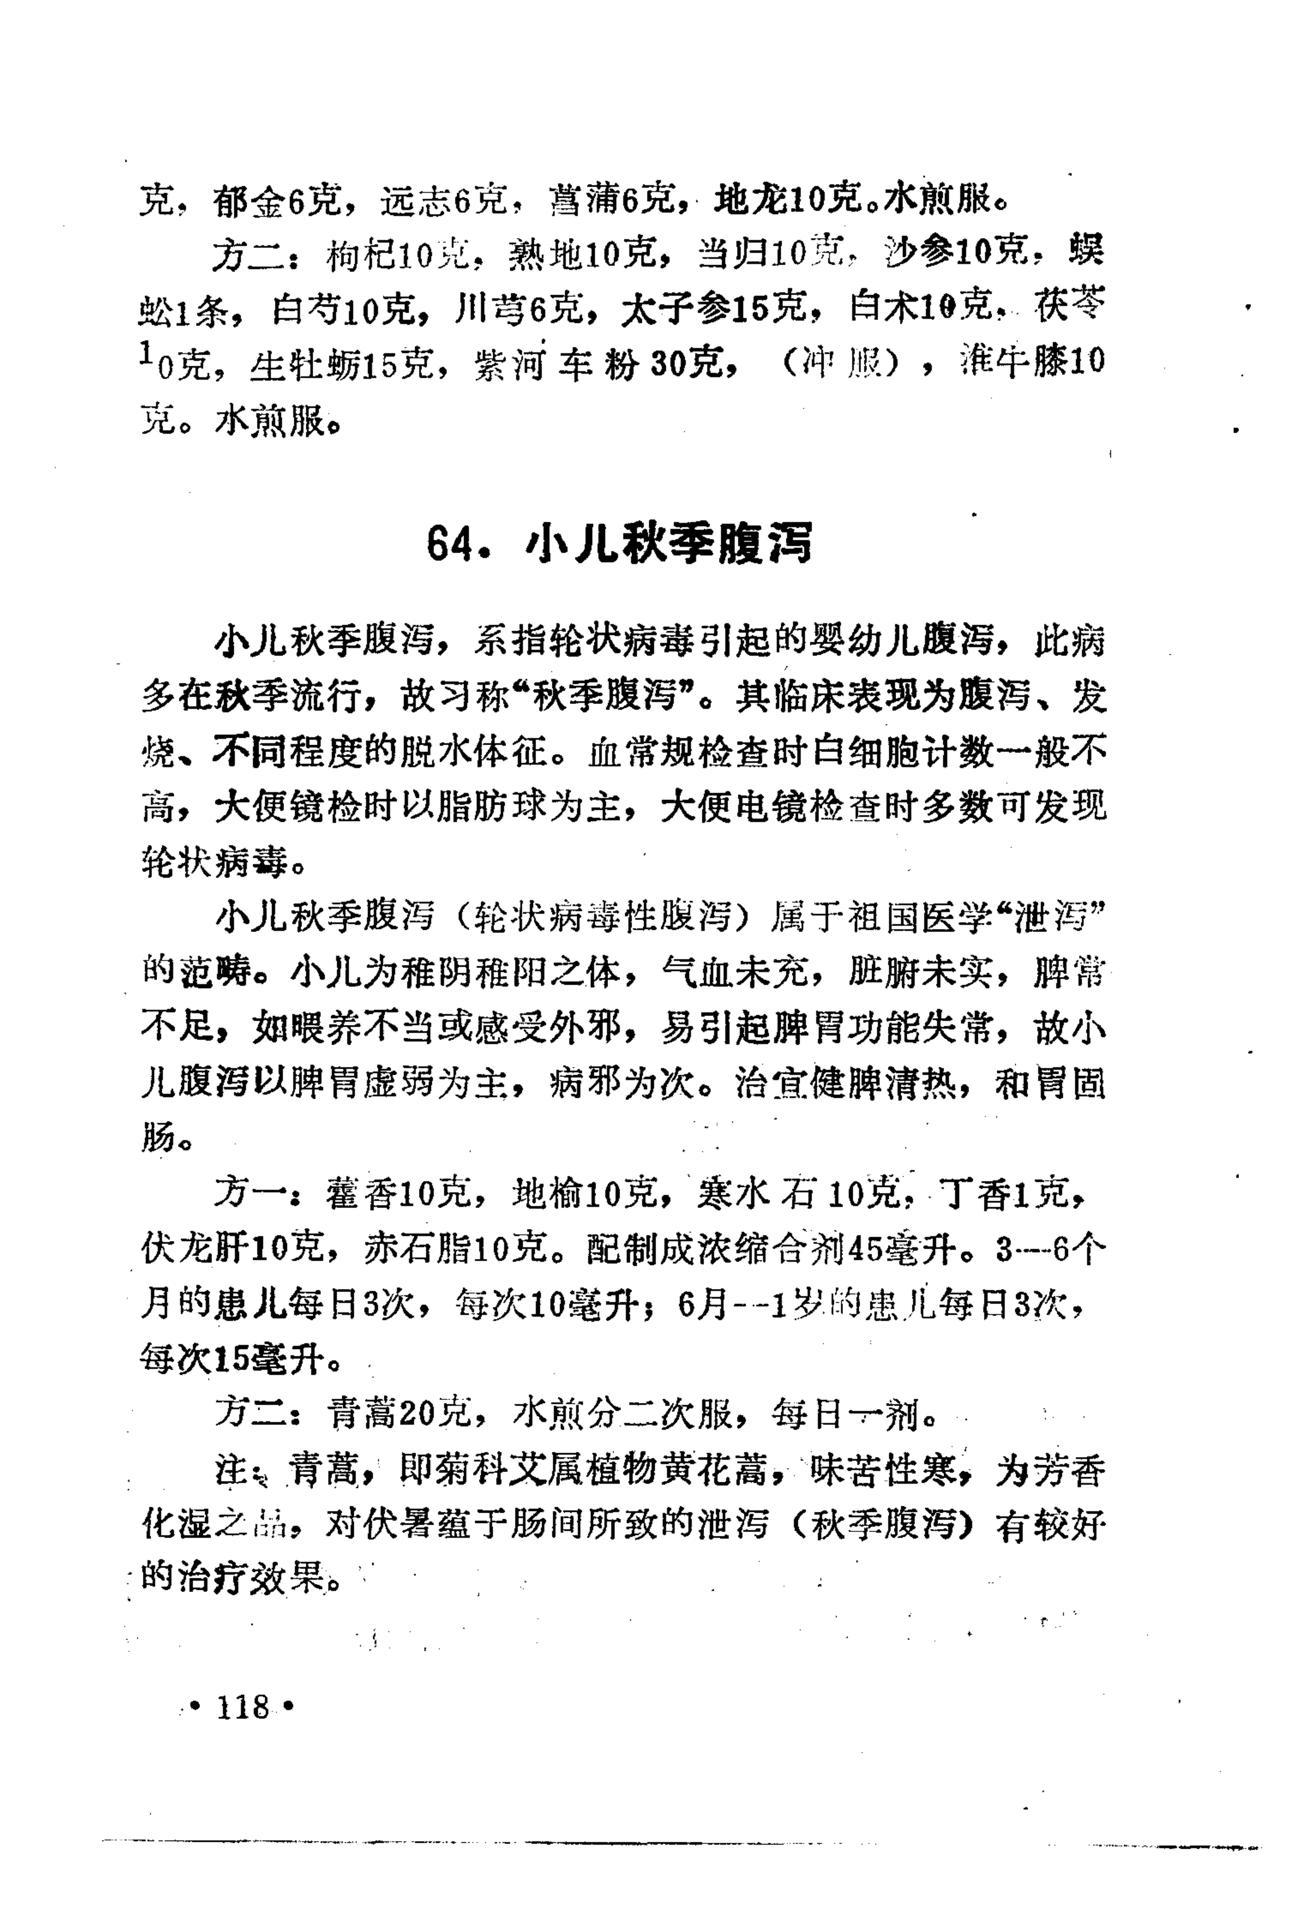 克，郁金6克，远志6克，菖蒲6克，地龙10克。水煎服。
方二：枸杞10克，熟地10克，当归10克，沙参10克，蜈
蚣1条，白芍10克，川芎6克，太子参15克，白术10克，茯苓
10克，生牡蛎15克，紫河车粉30克，（冲服），淮牛膝10
克。水煎服。
64．小儿秋季腹泻
小儿秋季腹泻，系指轮状病毒引起的婴幼儿腹泻，此病
多在秋季流行，故习称“秋季腹泻”。其临床表现为腹泻、发
烧、不同程度的脱水体征。血常规检查时白细胞计数一般不
高，大便镜检时以脂肪球为主，大便电镜检查时多数可发现
轮状病毒。
小儿秋季腹泻（轮状病毒性腹泻）属于祖国医学“泄泻”
的范畴。小儿为稚阴稚阳之体，气血未充，脏腑未实，脾常
不足，如喂养不当或感受外邪，易引起脾胃功能失常，故小
儿腹泻以脾胃虚弱为主，病邪为次。治宜健脾清热，和胃固
肠。
方一：藿香10克，地榆10克，寒水石10克，丁香1克，
伏龙肝10克，赤石脂10克。配制成浓缩合剂45毫升。3—6个
月的患儿每日3次，每次10毫升；6月—1岁的患儿每日3次，
每次15毫升。
方二：青蒿20克，水煎分二次服，每日一剂。
注：青蒿，即菊科艾属植物黄花蒿，味苦性寒，为芳香
化湿之品，对伏暑蕴于肠间所致的泄泻（秋季腹泻）有较好
的治疗效果。
•118•